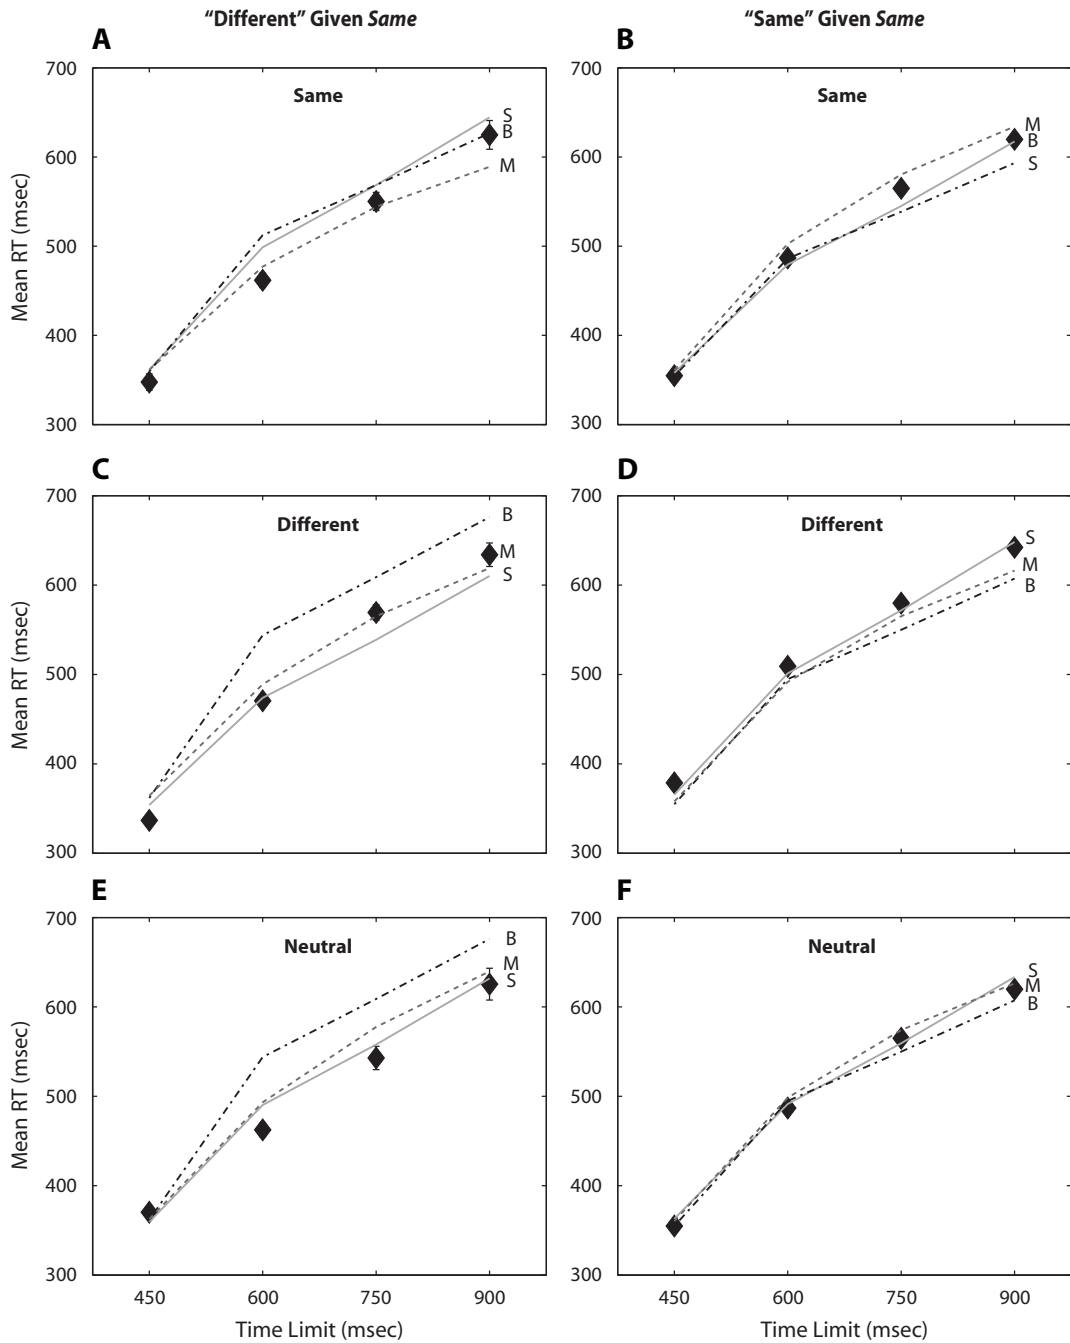 “Different” Given Same
“Same” Given Same
A
B
700
600
500
400
300
Mean RT (msec)
Same
S
B
M
700
600
500
400
300
Same
M
B
S
C
D
700
600
500
400
300
Mean RT (msec)
Different
B
M
S
700
600
500
400
300
Different
S
M
B
E
F
700
600
500
400
300
Mean RT (msec)
Neutral
B
M
S
450 600 750 900
Time Limit (msec)
700
600
500
400
300
Neutral
S
M
B
450 600 750 900
Time Limit (msec)